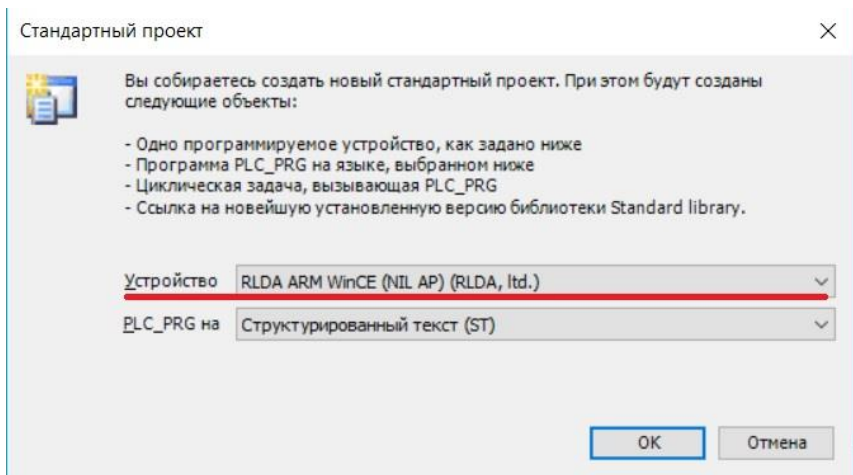 Стандартный проект
Вы собираетесь создать новый стандартный проект. При этом будут созданы
следующие объекты:
- Одно программируемое устройство, как задано ниже
- Программа PLC_PRG на языке, выбранном ниже
- Циклическая задача, вызывающая PLC_PRG
- Ссылка на новейшую установленную версию библиотеки Standard library.
Устройство RLDA ARM WinCE (NIL AP) (RLDA, ltd.)
PLC_PRG на Структурированный текст (ST)
OK Отмена